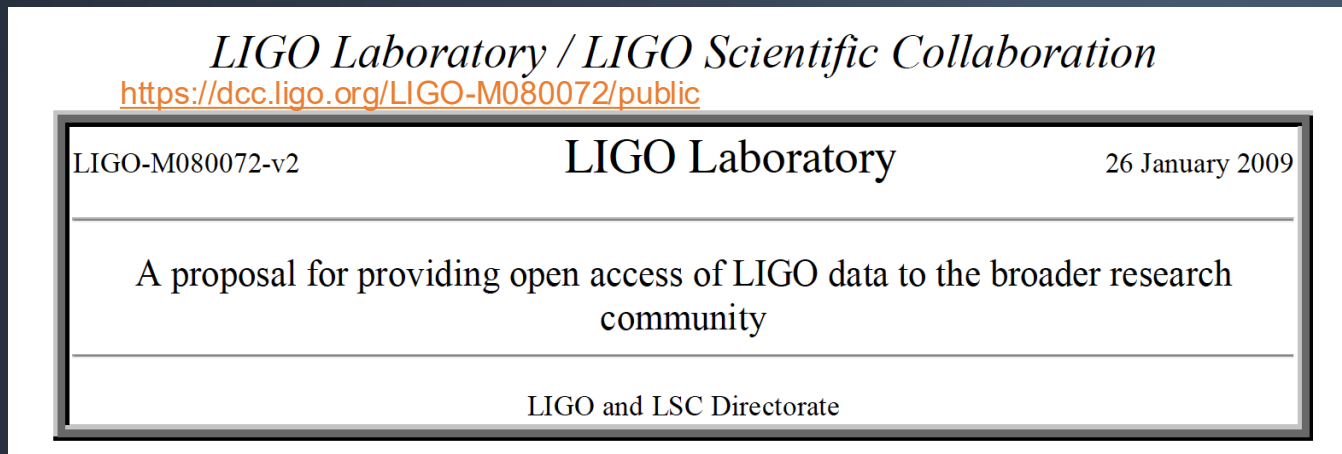 LIGO Laboratory / LIGO Scientific Collaboration
https://dcc.ligo.org/LIGO-M080072/public
LIGO-M080072-v2 LIGO Laboratory 26 January 2009
A proposal for providing open access of LIGO data to the broader research
community
LIGO and LSC Directorate